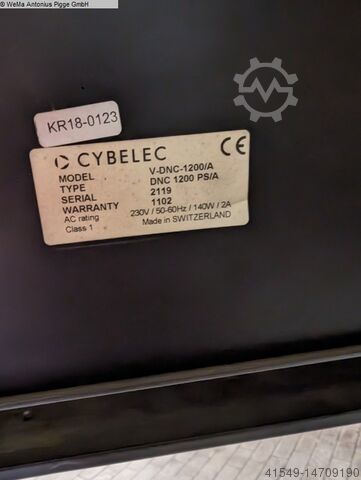 © WeMa Antonius Pigge GmbH
KR18-0123
CYBELEC CE
MODEL V-DNC-1200/A
TYPE DNC 1200 PS/A
SERIAL 2119
WARRANTY 1102
AC rating 230V / 50-60Hz / 140W / 2A
Class 1 Made in SWITZERLAND
41549-14709190